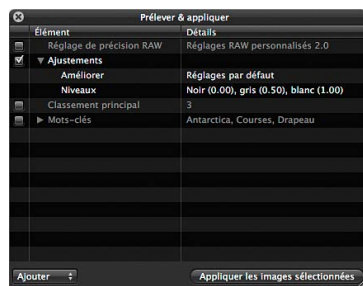 Prélever & appliquer
Élément Détails
Réglage de précision RAW Réglages RAW personnalisés 2.0
Ajustements
Améliorer Réglages par défaut
Niveaux Noir (0.00), gris (0.50), blanc (1.00)
Classement principal 3
Mots-clés Antarctica, Courses, Drapeau
Ajouter Appliquer les images sélectionnées